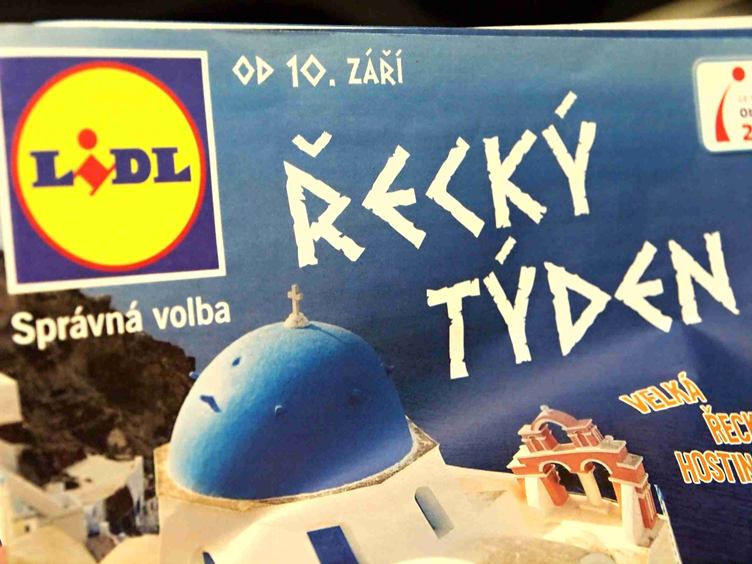 LIDL
Správná volba
OD 10. ZÁŘÍ
ŘECKÝ
TÝDEN
VELKÁ